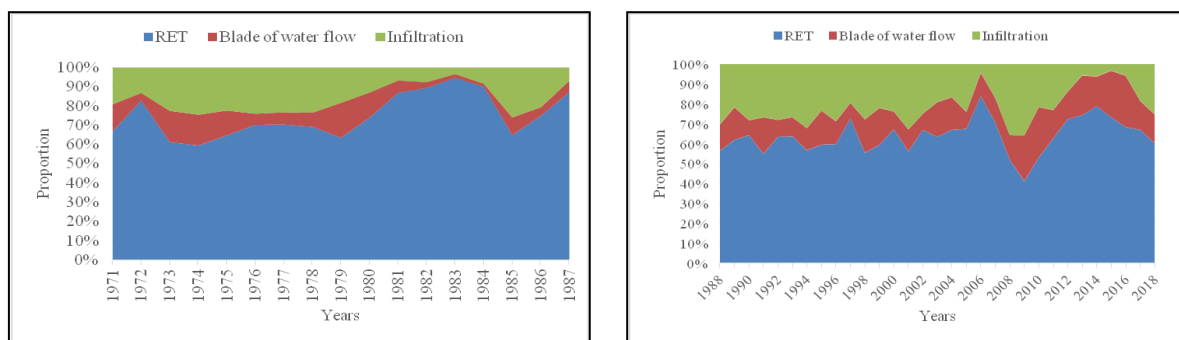 RET Blade of water flow Infiltration
100%
90%
80%
70%
60%
50%
40%
30%
20%
10%
0%
Proportion
1971 1972 1973 1974 1975 1976 1977 1978 1979 1980 1981 1982 1983 1984 1985 1986 1987
Years
RET Blade of water flow Infiltration
100%
90%
80%
70%
60%
50%
40%
30%
20%
10%
0%
Proportion
1988 1990 1992 1994 1996 1998 2000 2002 2004 2006 2008 2010 2012 2014 2016 2018
Years